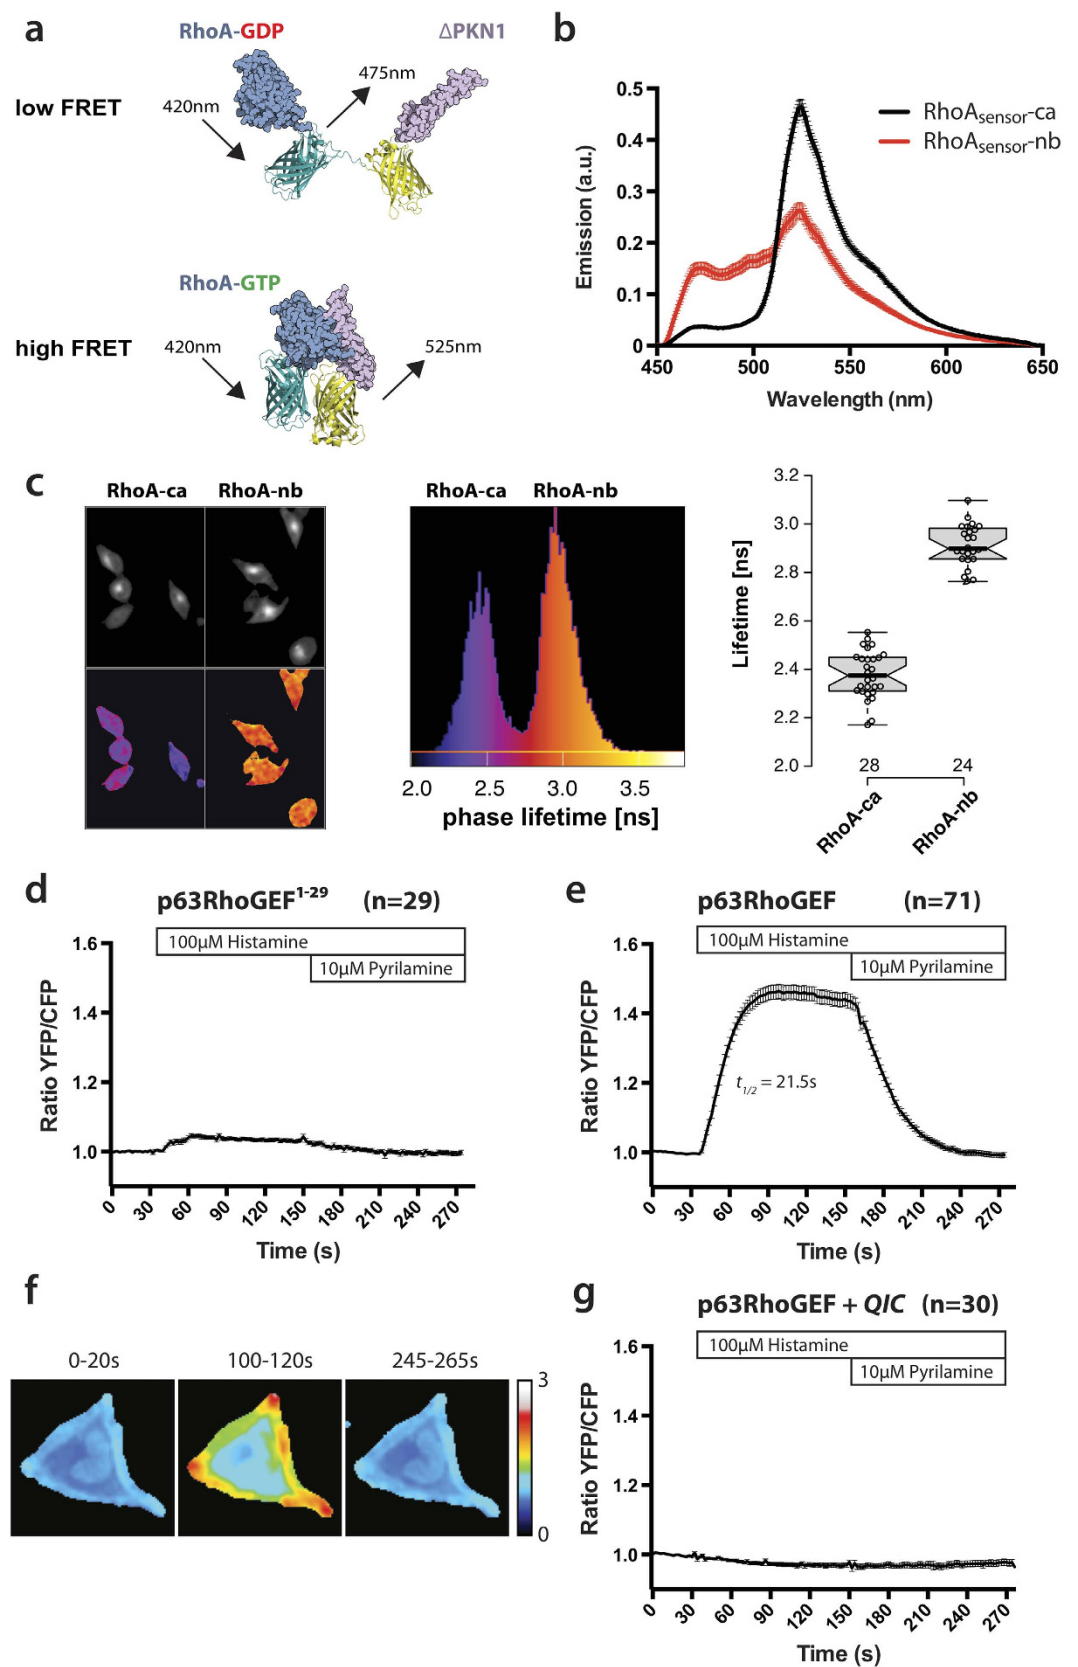 a
RhoA-GDP
ΔPKN1
low FRET
420nm
475nm
RhoA-GTP
high FRET
420nm
525nm
b
0.5
0.4
0.3
0.2
0.1
0
Emission (a.u.)
RhoAsensor-ca
RhoAsensor-nb
450 500 550 600 650
Wavelength (nm)
c
RhoA-ca RhoA-nb
RhoA-ca RhoA-nb
2.0 2.5 3.0 3.5
phase lifetime [ns]
3.2
3.0
2.8
2.6
2.4
2.2
2.0
Lifetime [ns]
28 24
RhoA-ca RhoA-nb
d
p63RhoGEF1-29 (n=29)
100µM Histamine
10µM Pyrilamine
1.6
1.4
1.2
1.0
Ratio YFP/CFP
0 30 60 90 120 150 180 210 240 270
Time (s)
e
p63RhoGEF (n=71)
100µM Histamine
10µM Pyrilamine
1.6
1.4
1.2
1.0
Ratio YFP/CFP
t1/2 = 21.5s
0 30 60 90 120 150 180 210 240 270
Time (s)
f
0-20s 100-120s 245-265s
3
0
g
p63RhoGEF + QIC (n=30)
100µM Histamine
10µM Pyrilamine
1.6
1.4
1.2
1.0
Ratio YFP/CFP
0 30 60 90 120 150 180 210 240 270
Time (s)